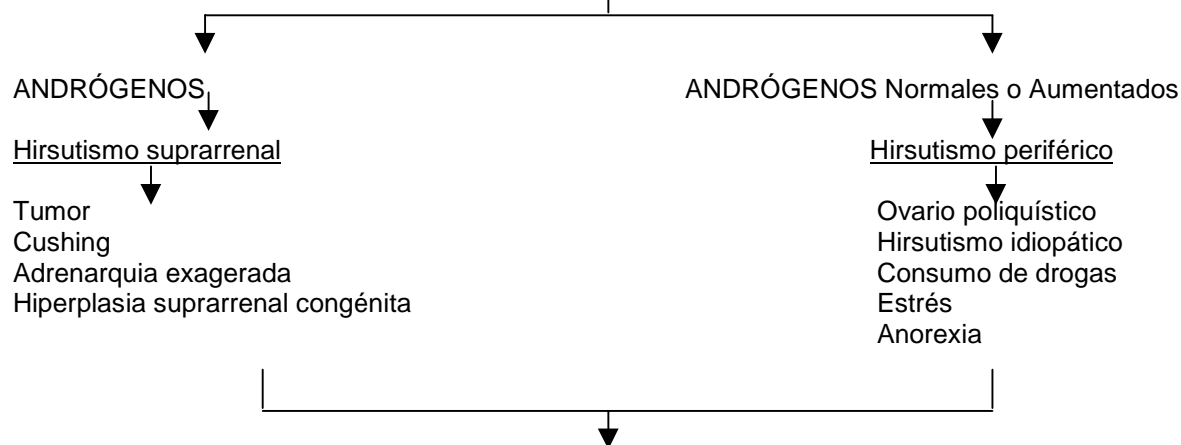 ANDRÓGENOS
Hirsutismo suprarrenal
Tumor
Cushing
Adrenarquia exagerada
Hiperplasia suprarrenal congénita
ANDRÓGENOS Normales o Aumentados
Hirsutismo periférico
Ovario poliquístico
Hirsutismo idiopático
Consumo de drogas
Estrés
Anorexia